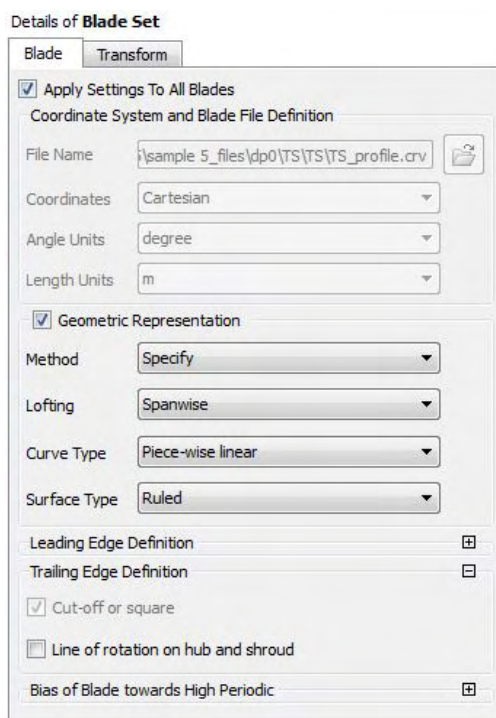 Details of Blade Set
Blade Transform
Apply Settings To All Blades
Coordinate System and Blade File Definition
File Name \sample 5_files\dp0\TS\TS\TS_profile.crv
Coordinates Cartesian
Angle Units degree
Length Units m
Geometric Representation
Method Specify
Lofting Spanwise
Curve Type Piece-wise linear
Surface Type Ruled
Leading Edge Definition
Trailing Edge Definition
Cut-off or square
Line of rotation on hub and shroud
Bias of Blade towards High Periodic